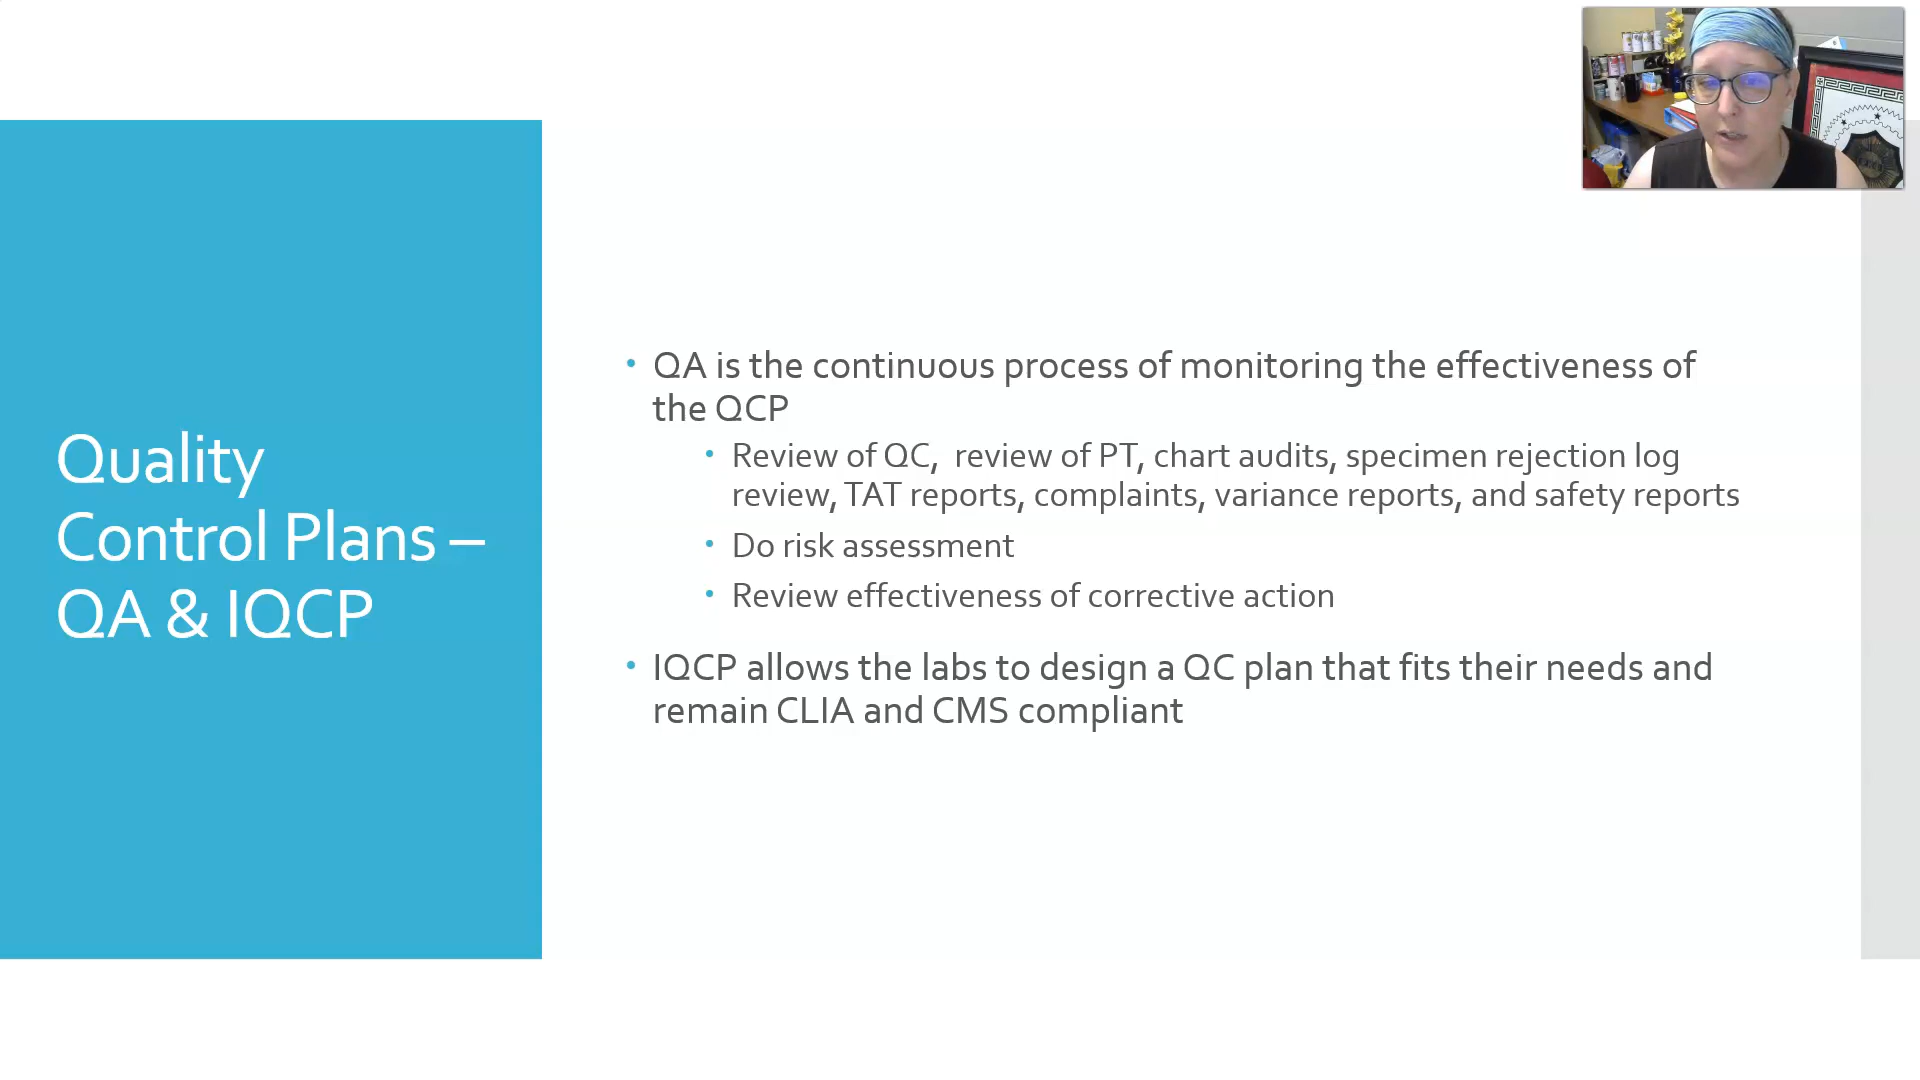 Quality
Control Plans –
QA & IQCP
• QA is the continuous process of monitoring the effectiveness of
the QCP
• Review of QC,  review of PT, chart audits, specimen rejection log
review, TAT reports, complaints, variance reports, and safety reports
• Do risk assessment
• Review effectiveness of corrective action
• IQCP allows the labs to design a QC plan that fits their needs and
remain CLIA and CMS compliant